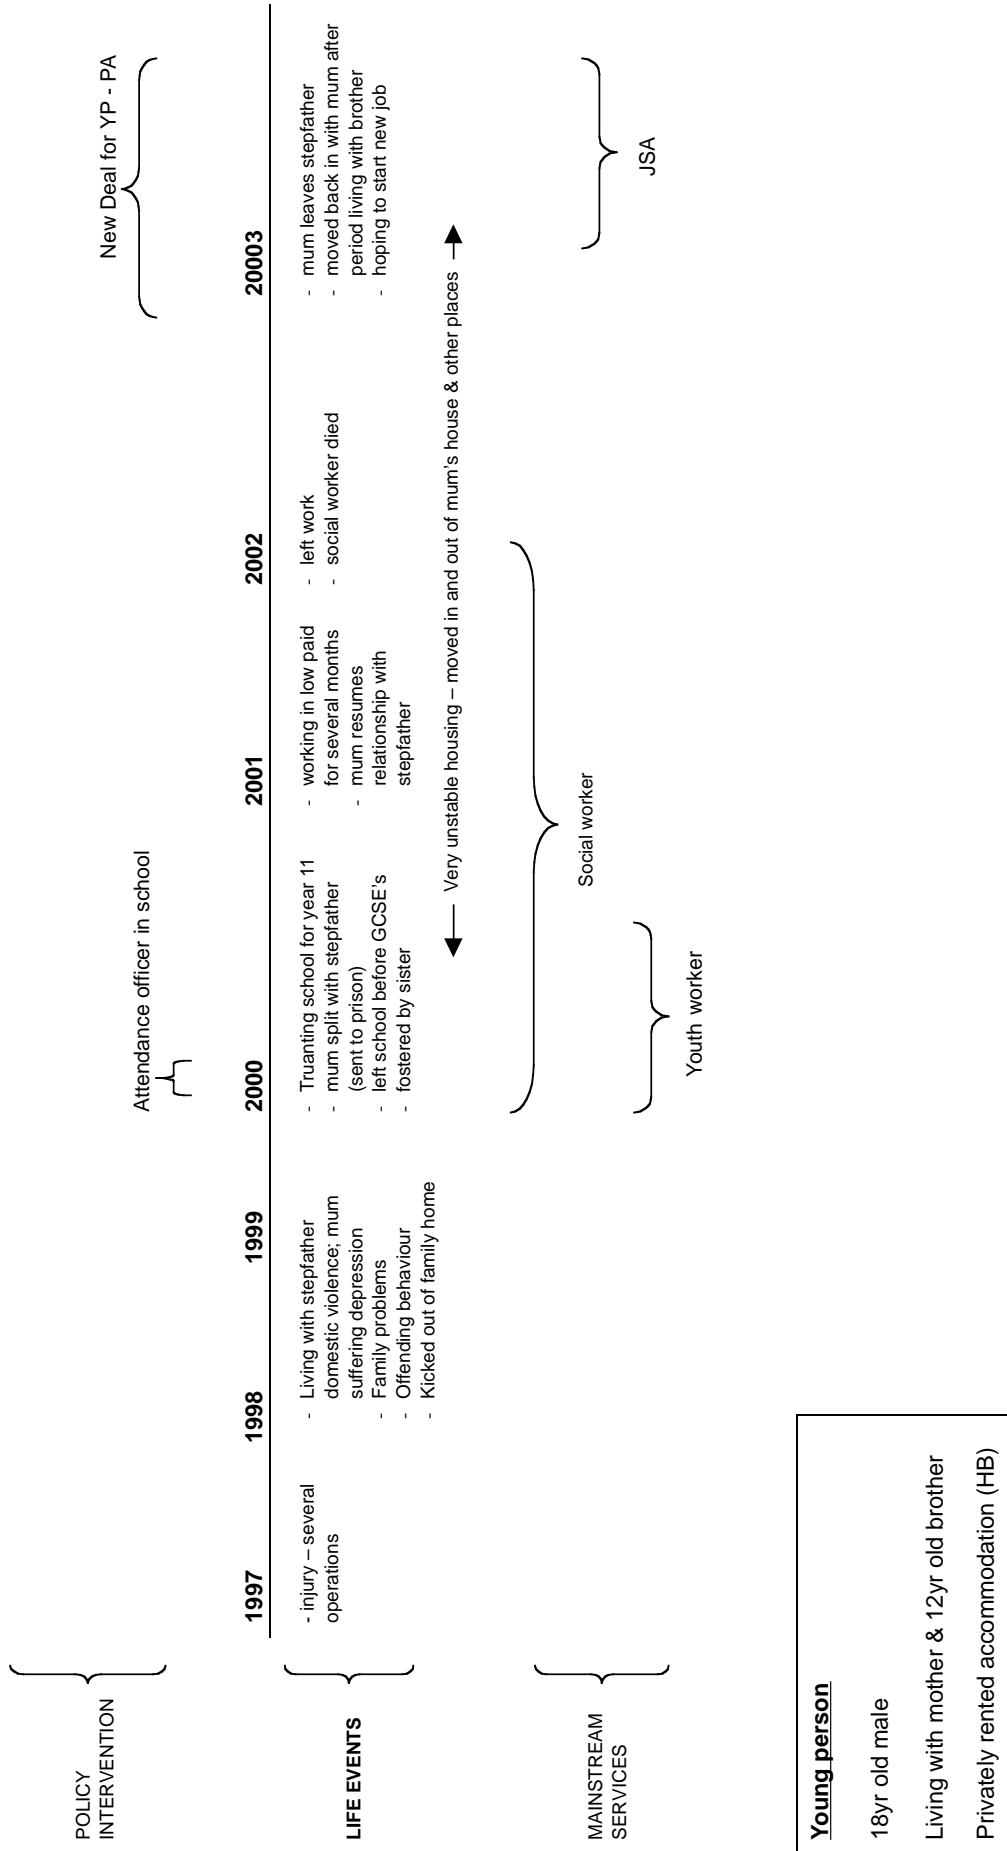 POLICY
INTERVENTION
Attendance officer in school
New Deal for YP - PA
1997
1998
1999
2000
2001
2002
20003
LIFE EVENTS
- injury – several
operations
- Living with stepfather
domestic violence; mum
suffering depression
- Family problems
- Offending behaviour
- Kicked out of family home
- Truanting school for year 11
- mum split with stepfather
(sent to prison)
- left school before GCSE's
- fostered by sister
- working in low paid
for several months
- mum resumes
relationship with
stepfather
- left work
- social worker died
- mum leaves stepfather
- moved back in with mum after
period living with brother
- hoping to start new job
Very unstable housing – moved in and out of mum's house & other places
MAINSTREAM
SERVICES
Social worker
Youth worker
JSA
Young person
18yr old male
Living with mother & 12yr old brother
Privately rented accommodation (HB)